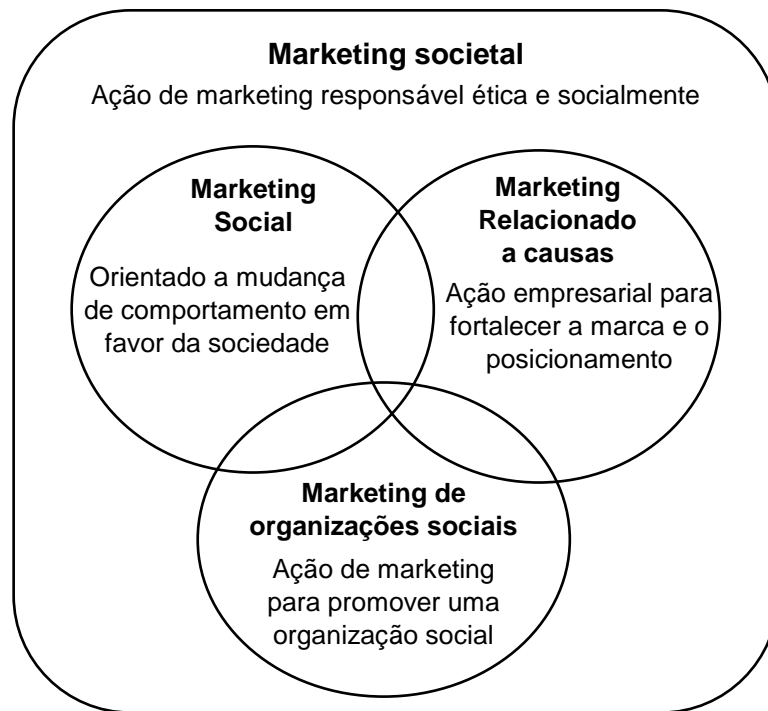 Marketing societal
Ação de marketing responsável ética e socialmente
Marketing
Social
Orientado a mudança
de comportamento em
favor da sociedade
Marketing
Relacionado
a causas
Ação empresarial para
fortalecer a marca e o
posicionamento
Marketing de
organizações sociais
Ação de marketing
para promover uma
organização social